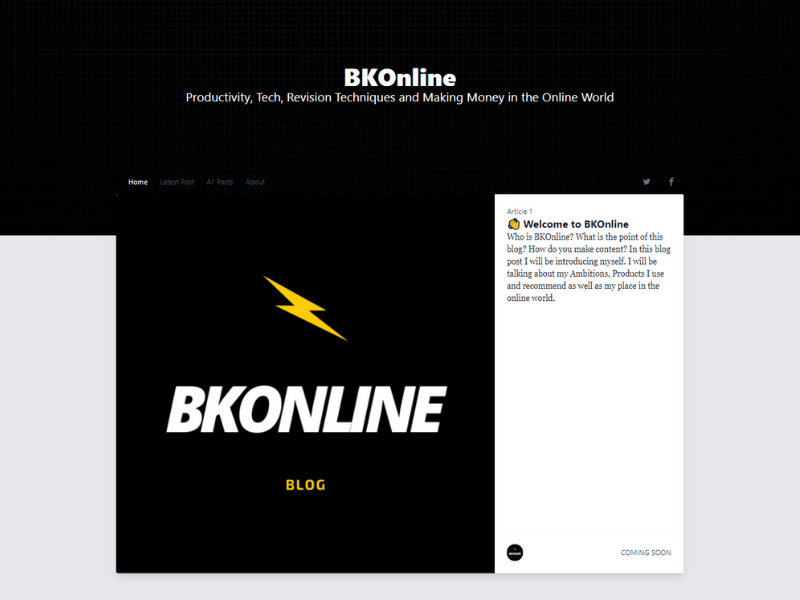 BKOnline
Productivity, Tech, Revision Techniques and Making Money in the Online World
Home Latest Post All Posts About
Article 1
👋 Welcome to BKOnline
Who is BKOnline? What is the point of this
blog? How do you make content? In this blog
post I will be introducing myself. I will be
talking about my Ambitions, Products I use
and recommend as well as my place in the
online world.
BKONLINE
BLOG
BKONLINE
COMING SOON